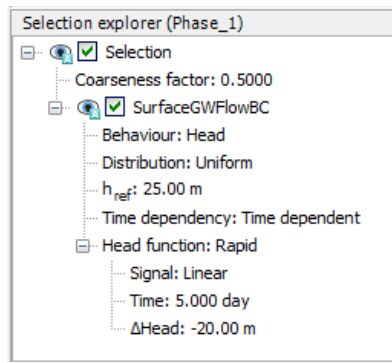 Selection explorer (Phase_1)
Selection
Coarseness factor: 0.5000
SurfaceGWFlowBC
Behaviour: Head
Distribution: Uniform
href: 25.00 m
Time dependency: Time dependent
Head function: Rapid
Signal: Linear
Time: 5.000 day
ΔHead: -20.00 m